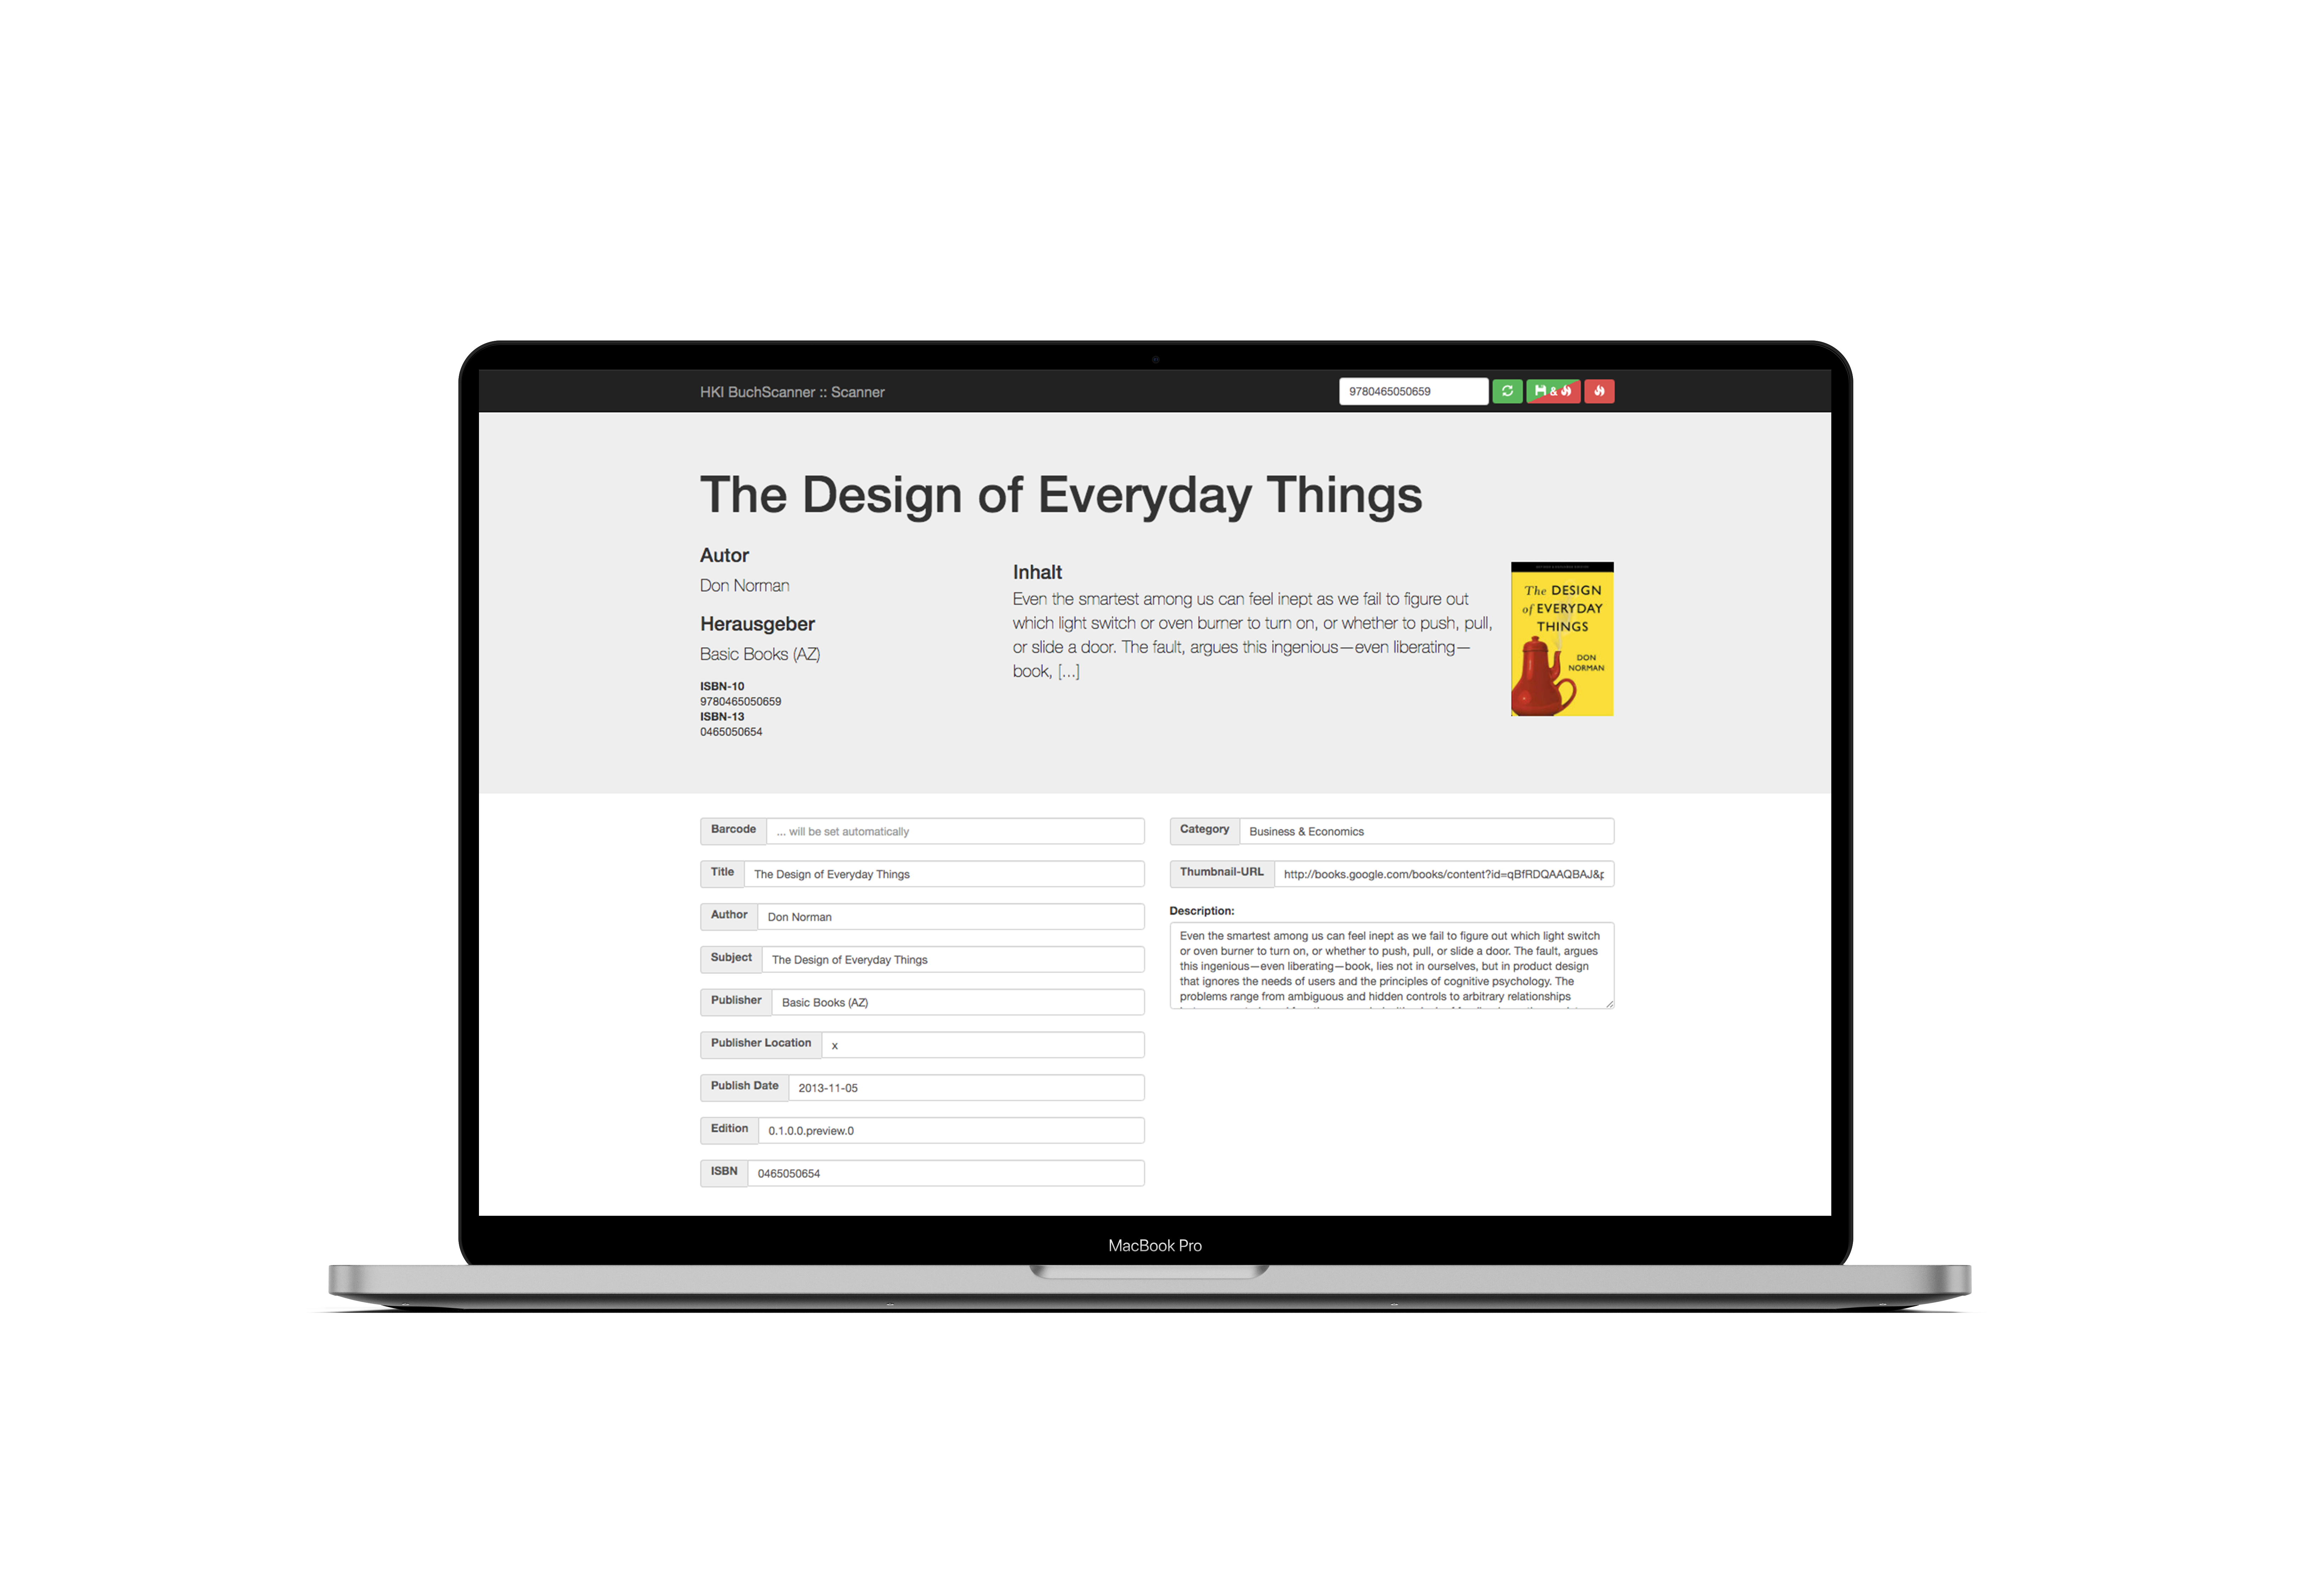 HKI BuchScanner :: Scanner
9780465050659
&
The Design of Everyday Things
Autor
Don Norman
Herausgeber
Basic Books (AZ)
ISBN-10
9780465050659
ISBN-13
0465050654
Inhalt
Even the smartest among us can feel inept as we fail to figure out
which light switch or oven burner to turn on, or whether to push, pull,
or slide a door. The fault, argues this ingenious—even liberating—
book, [...]
The DESIGN
of EVERYDAY
THINGS
DON
NORMAN
Barcode ... will be set automatically
Title The Design of Everyday Things
Author Don Norman
Subject The Design of Everyday Things
Publisher Basic Books (AZ)
Publisher Location x
Publish Date 2013-11-05
Edition 0.1.0.0.preview.0
ISBN 0465050654
Category Business & Economics
Thumbnail-URL http://books.google.com/books/content?id=qBfRDQAAQBAJ&p
Description:
Even the smartest among us can feel inept as we fail to figure out which light switch
or oven burner to turn on, or whether to push, pull, or slide a door. The fault, argues
this ingenious—even liberating—book, lies not in ourselves, but in product design
that ignores the needs of users and the principles of cognitive psychology. The
problems range from ambiguous and hidden controls to arbitrary relationships
MacBook Pro